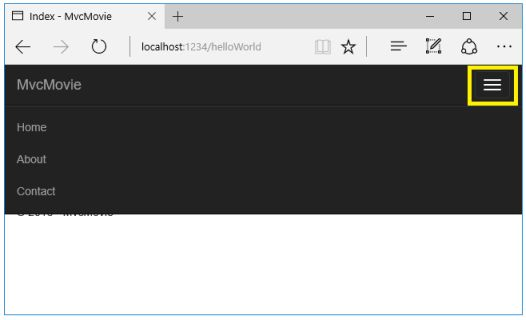 Index - MvcMovie
localhost:1234/helloWorld
MvcMovie
Home
About
Contact